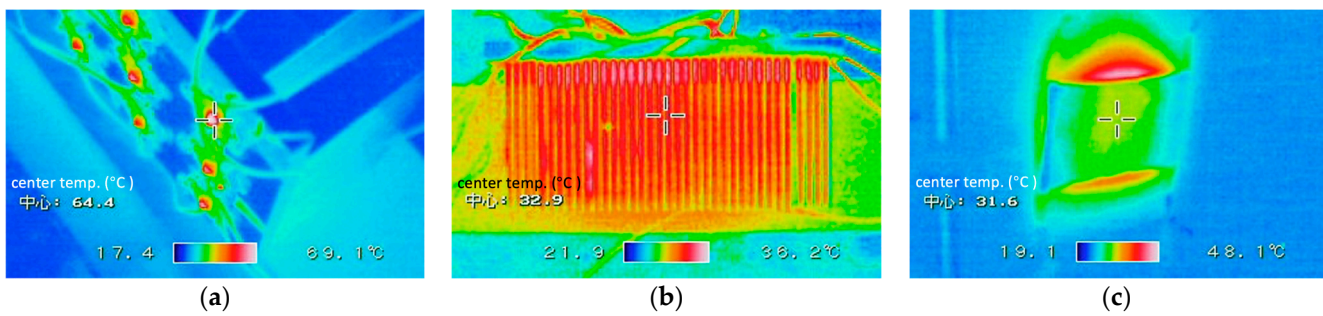 center temp. (°C )
中心: 64.4
17.4 69.1℃
(a)
center temp. (°C )
中心: 32.9
21.9 36.2℃
(b)
center temp. (°C )
中心: 31.6
19.1 48.1℃
(c)